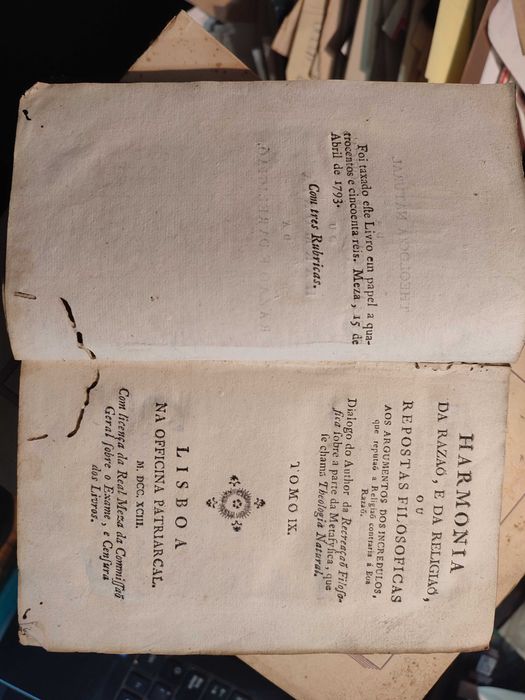 Foi taxado eſte Livro em papel a qua-
trocentos e cincoenta reis. Meza, 15 de
Abril de 1793.
Com tres Rubricas.
HARMONIA
DA RAZAÕ, E DA RELIGIAÕ,
OU
REPOSTAS FILOSOFICAS
AOS ARGUMENTOS DOS INCREDULOS,
que reputaõ a Religiaõ contraria á Boa
Razaõ.
Dialogo do Author da Recreaçaõ Filoſo-
fica ſobre a parte da Metafyſica, que
ſe chama Theologia Natural.
TOMO IX.
LISBOA
NA OFFICINA PATRIARCAL.
M. DCC. XCIII.
Com licença da Real Meza da Commiſſaõ
Geral ſobre o Exame, e Cenſura
dos Livros.